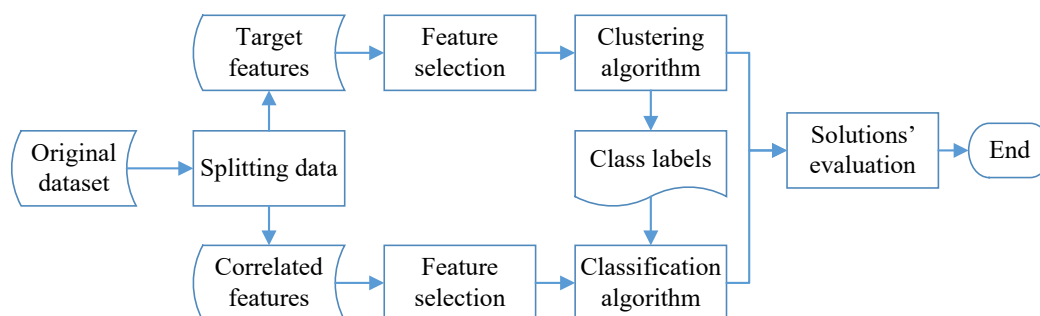 Target
features
Feature
selection
Clustering
algorithm
Original
dataset
Splitting data
Class labels
Solutions’
evaluation
End
Correlated
features
Feature
selection
Classification
algorithm